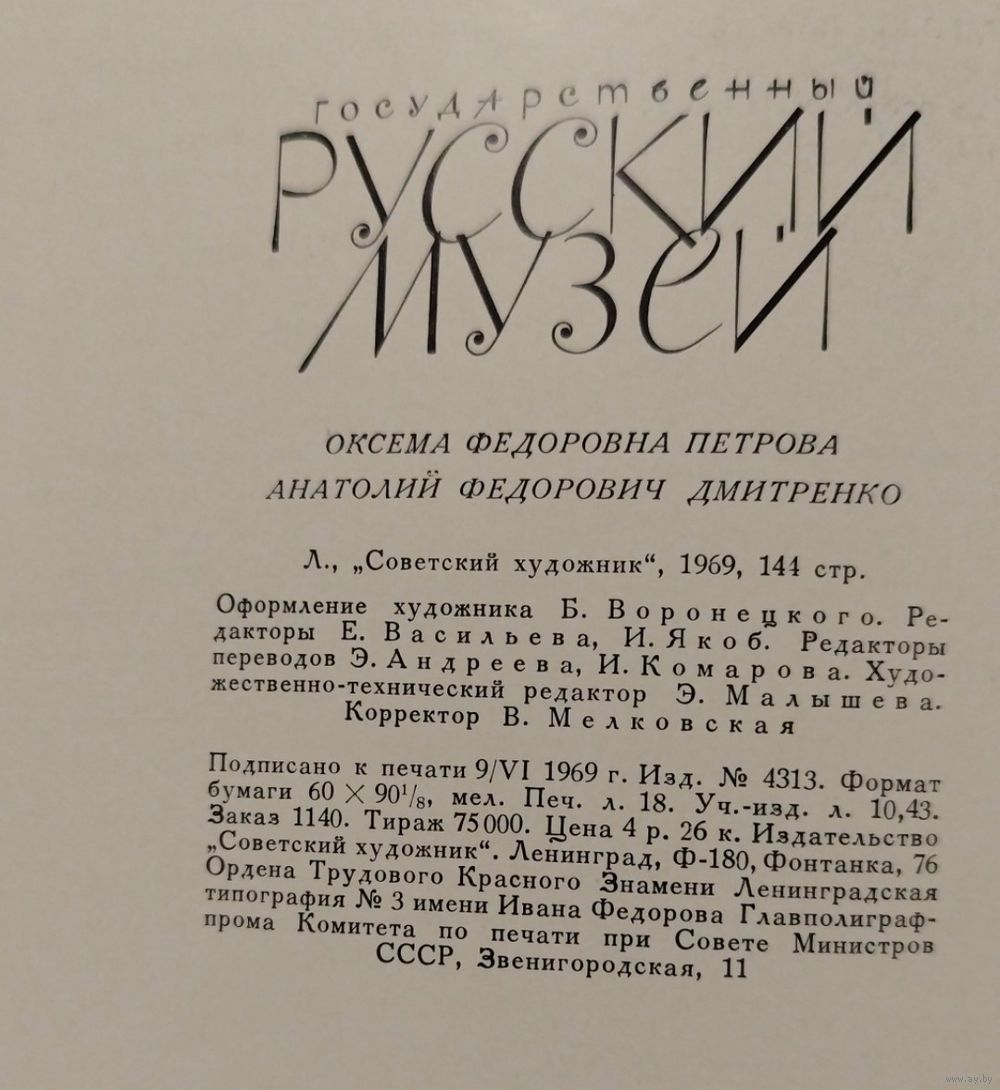 государственный
РУССКИЙ
МУЗЕЙ
ОКСЕМА ФЕДОРОВНА ПЕТРОВА
АНАТОЛИЙ ФЕДОРОВИЧ ДМИТРЕНКО
Л., „Советский художник“, 1969, 144 стр.
Оформление художника Б. Воронецкого. Ре-
дакторы Е. Васильева, И. Якоб. Редакторы
переводов Э. Андреева, И. Комарова. Худо-
жественно-технический редактор Э. Малышева.
Корректор В. Мелковская
Подписано к печати 9/VI 1969 г. Изд. № 4313. Формат
бумаги 60 × 90¹/₈, мел. Печ. л. 18. Уч.-изд. л. 10,43.
Заказ 1140. Тираж 75000. Цена 4 р. 26 к. Издательство
„Советский художник“. Ленинград, Ф-180, Фонтанка, 76
Ордена Трудового Красного Знамени Ленинградская
типография № 3 имени Ивана Федорова Главполиграф-
прома Комитета по печати при Совете Министров
СССР, Звенигородская, 11
www.ay.by